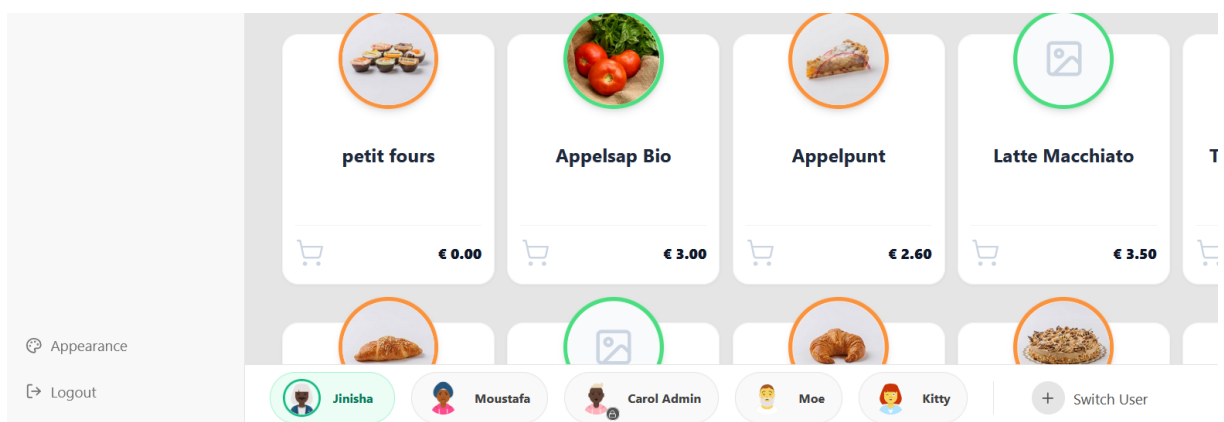 petit fours
Appelsap Bio
Appelpunt
Latte Macchiato
T
€ 0.00
€ 3.00
€ 2.60
€ 3.50
Appearance
Logout
Jinisha
Moustafa
Carol Admin
Moe
Kitty
+ Switch User